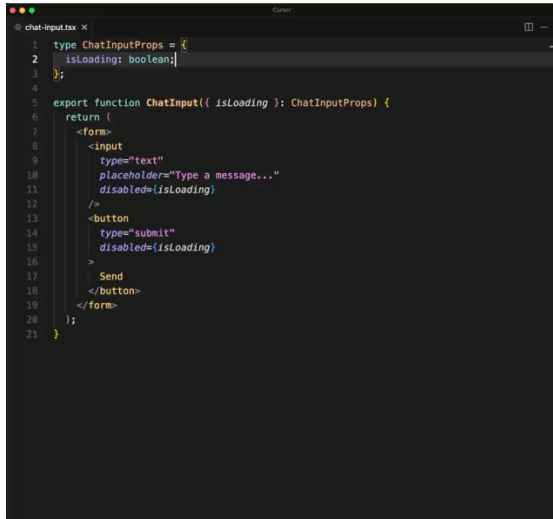 Cursor
chat-input.tsx
1 type ChatInputProps = {
2   isLoading: boolean;
3 };
4
5 export function ChatInput({ isLoading }: ChatInputProps) {
6   return (
7     <form>
8       <input
9         type="text"
10         placeholder="Type a message..."
11         disabled={isLoading}
12       />
13       <button
14         type="submit"
15         disabled={isLoading}
16       >
17         Send
18       </button>
19     </form>
20   );
21 }